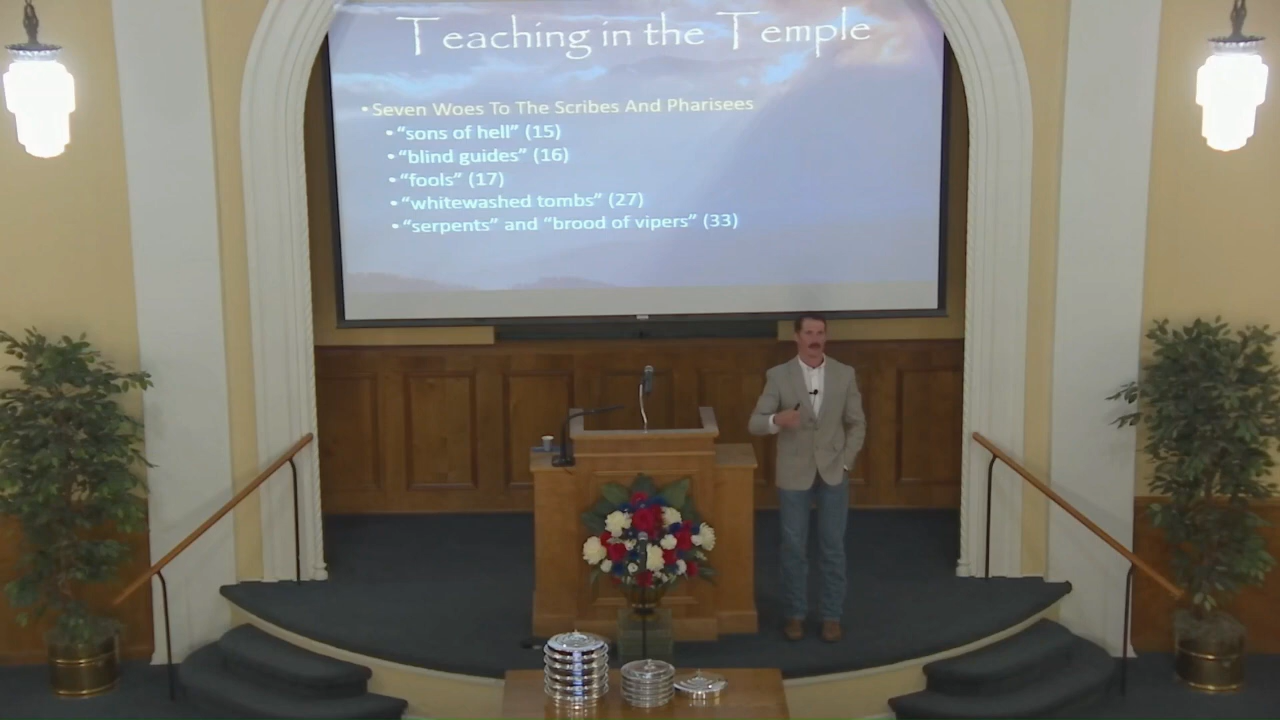 Teaching in the Temple
• Seven Woes To The Scribes And Pharisees
• “sons of hell” (15)
• “blind guides” (16)
• “fools” (17)
• “whitewashed tombs” (27)
• “serpents” and “brood of vipers” (33)